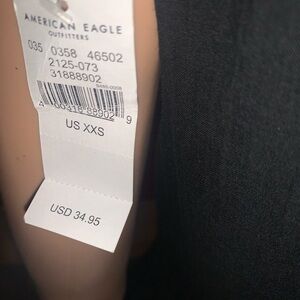 AMERICAN EAGLE
OUTFITTERS
035 0358 46502
2125-073
31888902
US XXS
USD 34.95